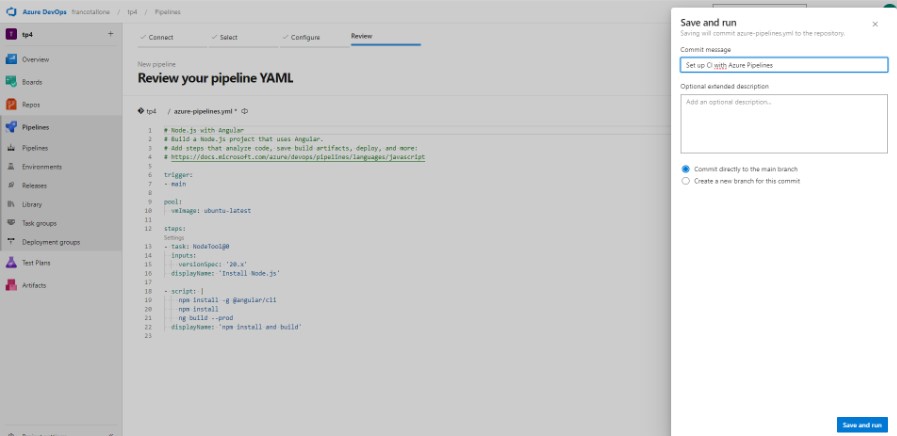 Azure DevOps francotallone / tp4 / Pipelines
tp4 +
Overview
Boards
Repos
Pipelines
Pipelines
Environments
Releases
Library
Task groups
Deployment groups
Test Plans
Artifacts
Connect
Select
Configure
Review
New pipeline
Review your pipeline YAML
tp4 / azure-pipelines.yml *
1 # Node.js with Angular
2 # Build a Node.js project that uses Angular.
3 # Add steps that analyze code, save build artifacts, deploy, and more:
4 # https://docs.microsoft.com/azure/devops/pipelines/languages/javascript
5
6 trigger:
7 - main
8
9 pool:
10 vmImage: ubuntu-latest
11
12 steps:
Settings
13 - task: NodeTool@0
14 inputs:
15 versionSpec: '20.x'
16 displayName: 'Install Node.js'
17
18 - script: |
19 npm install -g @angular/cli
20 npm install
21 ng build --prod
22 displayName: 'npm install and build'
23
Save and run
Saving will commit azure-pipelines.yml to the repository.
Commit message
Set up CI with Azure Pipelines
Optional extended description
Add an optional description...
Commit directly to the main branch
Create a new branch for this commit
Save and run